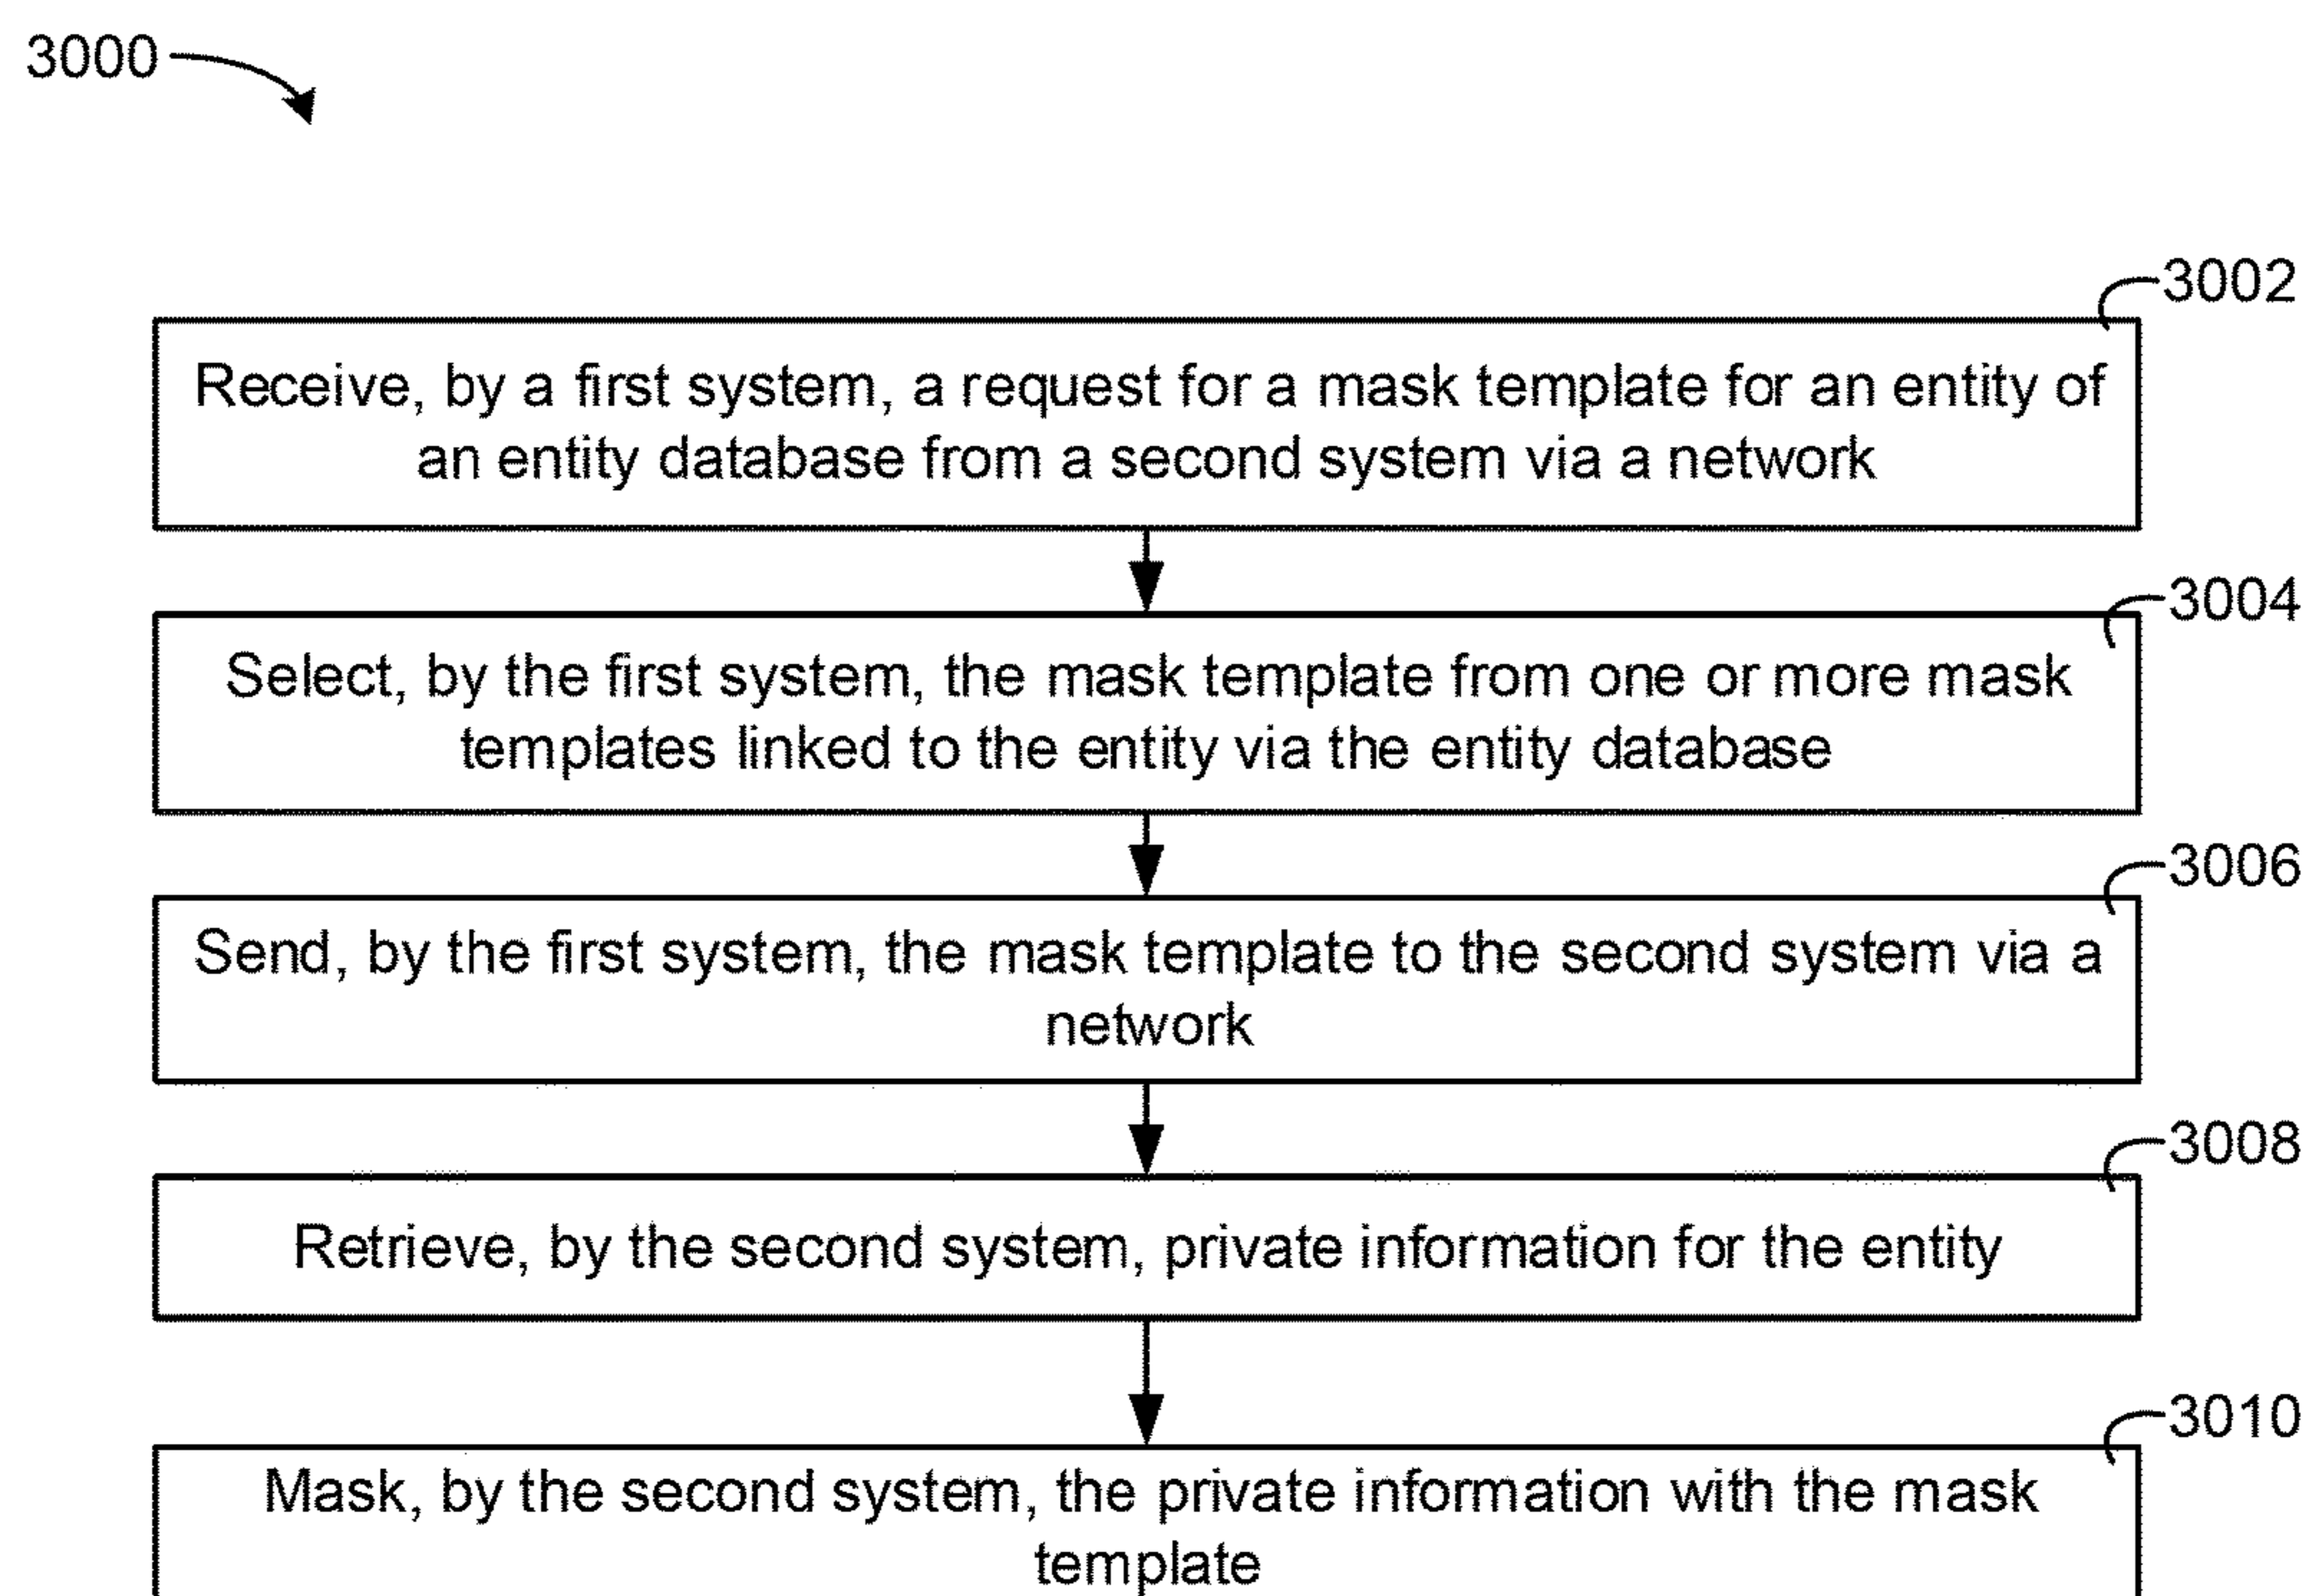 3000
3002
Receive, by a first system, a request for a mask template for an entity of
an entity database from a second system via a network
3004
Select, by the first system, the mask template from one or more mask
templates linked to the entity via the entity database
3006
Send, by the first system, the mask template to the second system via a
network
3008
Retrieve, by the second system, private information for the entity
3010
Mask, by the second system, the private information with the mask
template